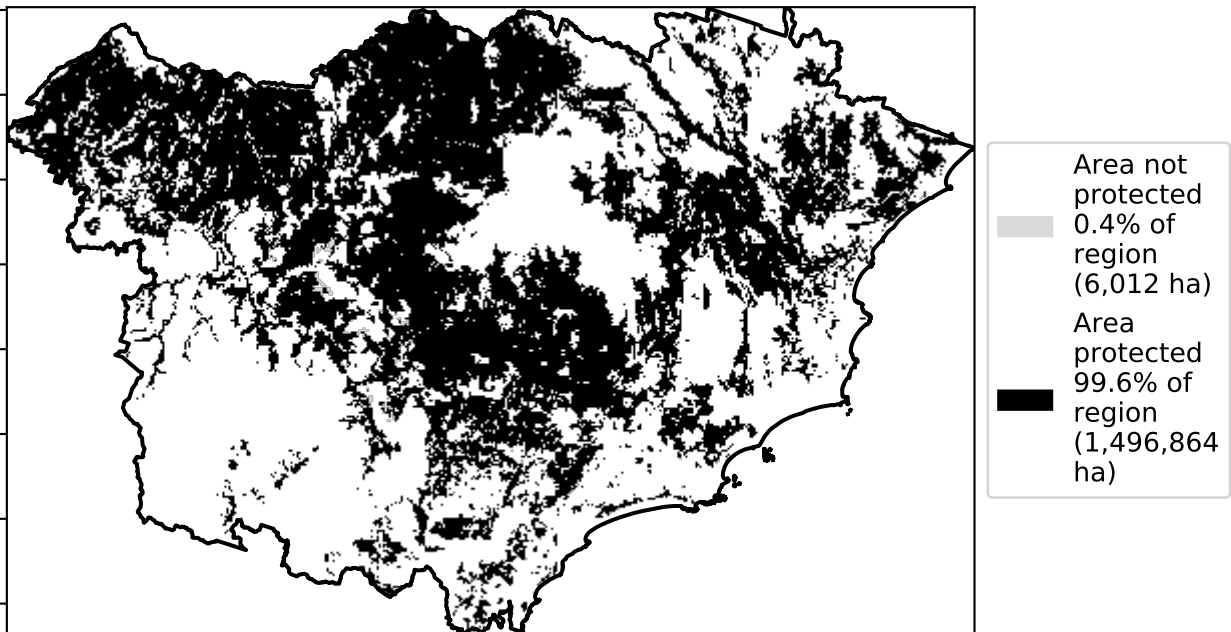 Area not
protected
0.4% of
region
(6,012 ha)
Area
protected
99.6% of
region
(1,496,864
ha)